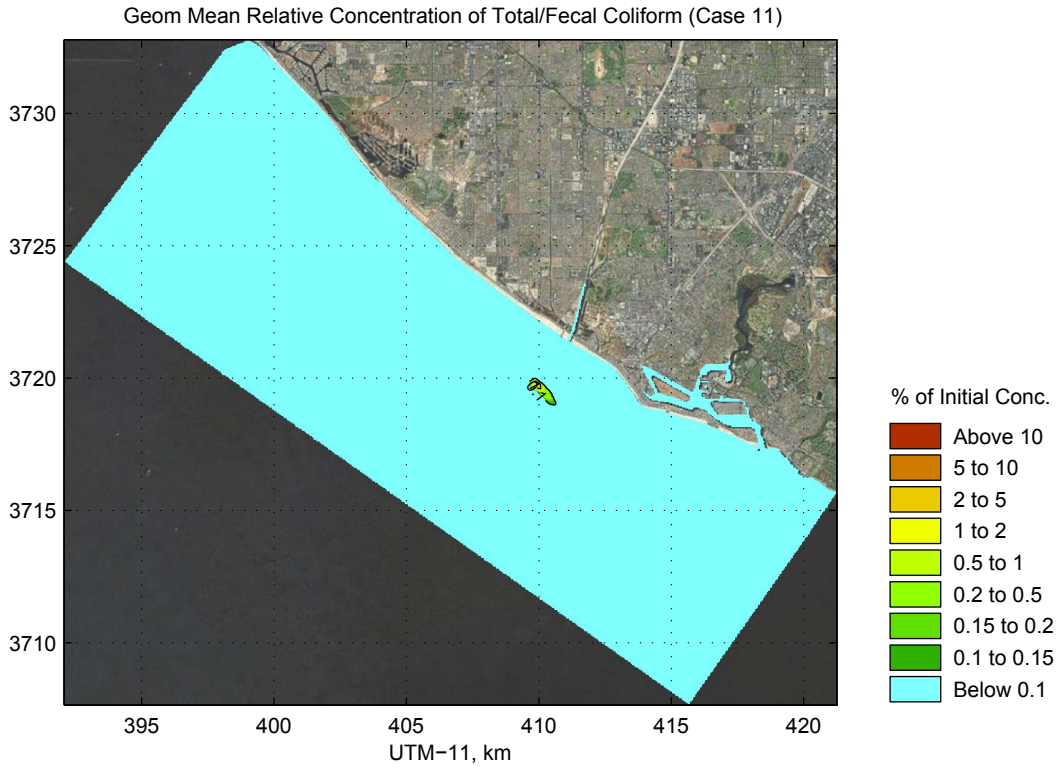 Geom Mean Relative Concentration of Total/Fecal Coliform (Case 11)
3730
3725
3720
3715
3710
395 400 405 410 415 420
UTM−11, km
% of Initial Conc.
Above 10
5 to 10
2 to 5
1 to 2
0.5 to 1
0.2 to 0.5
0.15 to 0.2
0.1 to 0.15
Below 0.1